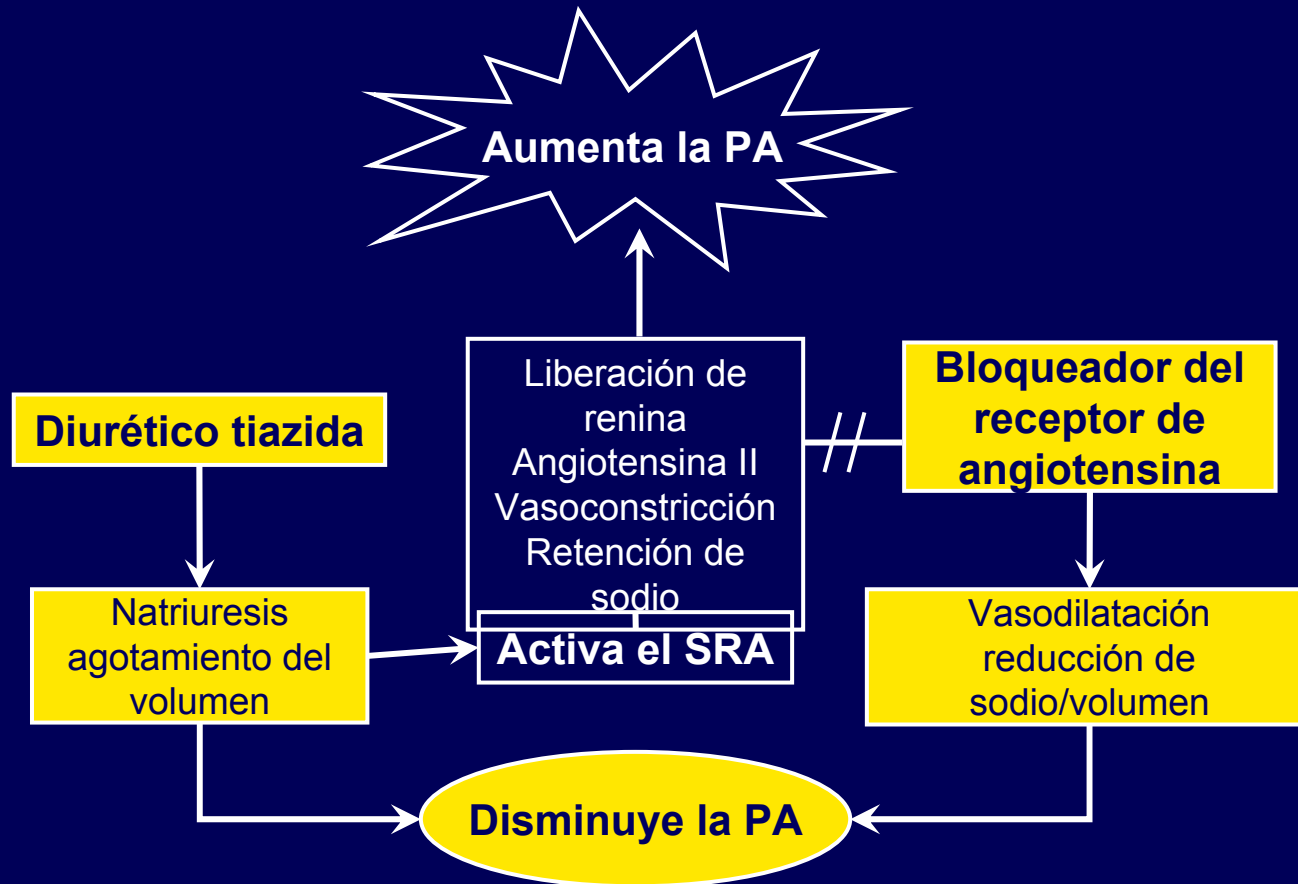 Aumenta la PA
Diurético tiazida
Liberación de
renina
Angiotensina II
Vasoconstricción
Retención de
sodio
Activa el SRA
Bloqueador del
receptor de
angiotensina
Natriuresis
agotamiento del
volumen
Vasodilatación
reducción de
sodio/volumen
Disminuye la PA